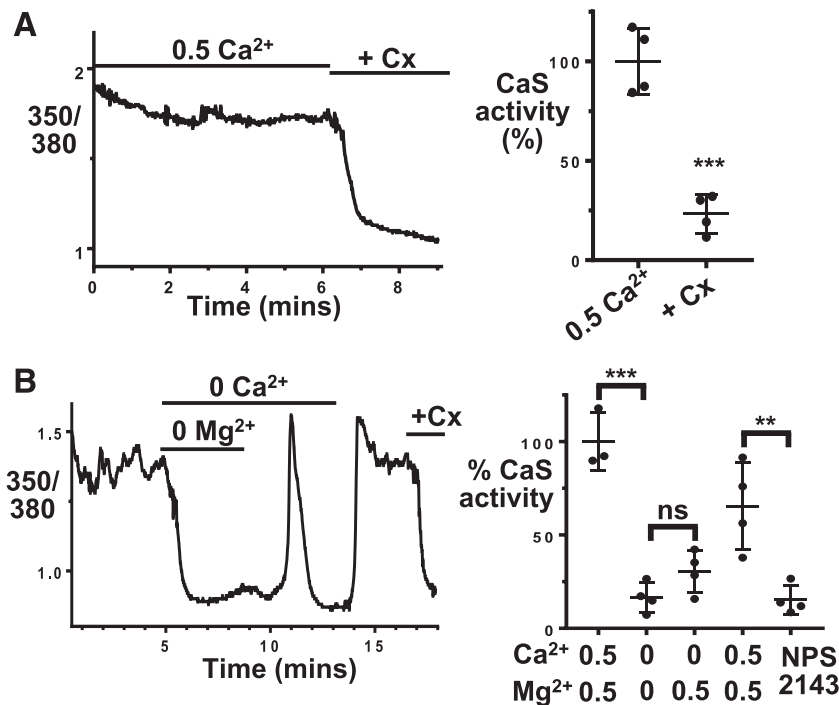 A
0.5 Ca²⁺
+ Cx
350/
380
2
1
0 2 4 6 8
Time (mins)
CaS
activity
(%)
100
50
0
***
0.5 Ca²⁺
+ Cx
B
0 Ca²⁺
0 Mg²⁺
+Cx
350/
380
1.5
1.0
5 10 15
Time (mins)
% CaS
activity
100
50
0
***
ns
**
Ca²⁺ 0.5 0 0 0.5 NPS
Mg²⁺ 0.5 0 0.5 0.5 2143